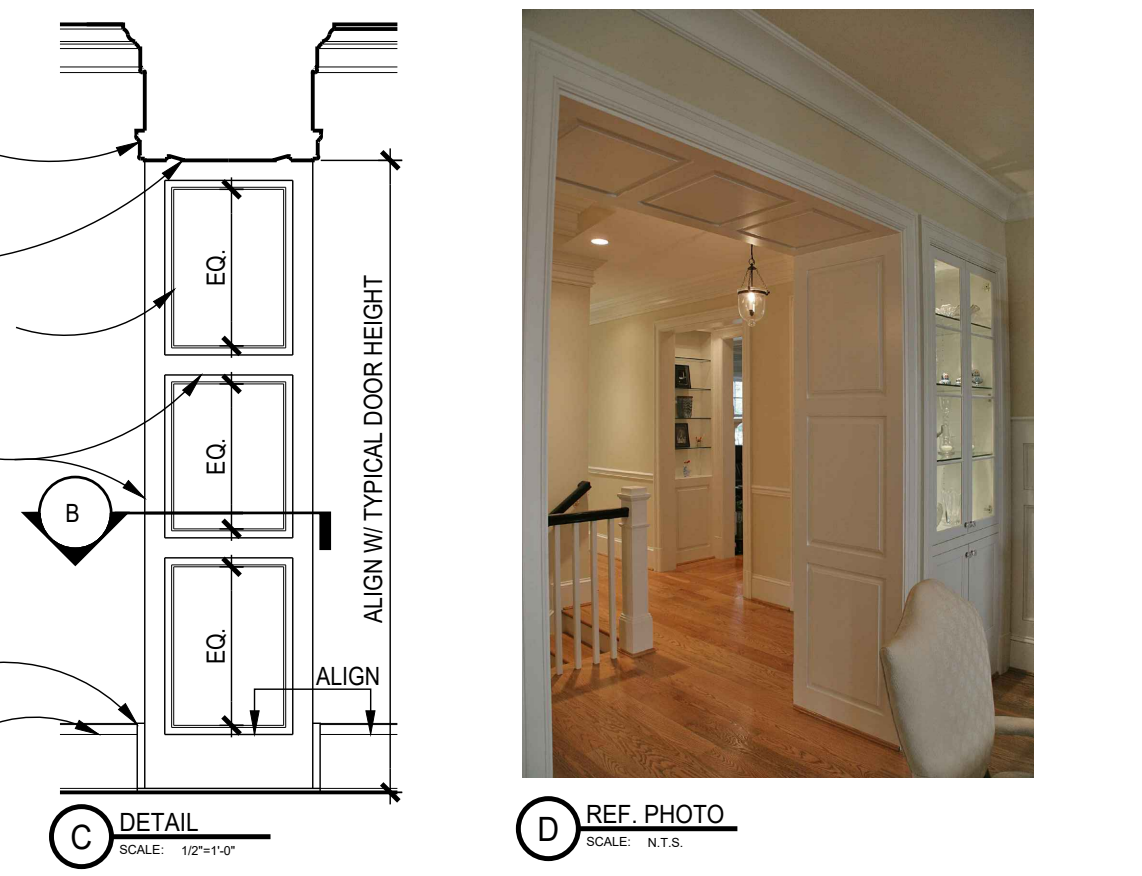 EQ.
EQ.
EQ.
ALIGN W/ TYPICAL DOOR HEIGHT
B
ALIGN
C
DETAIL
SCALE: 1/2"=1'-0"
D
REF. PHOTO
SCALE: N.T.S.